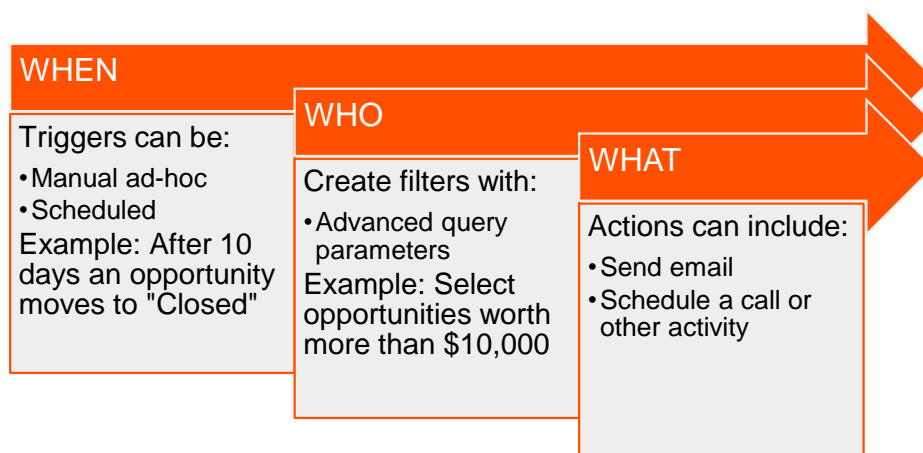 WHEN
Triggers can be:
•Manual ad-hoc
•Scheduled
Example: After 10
days an opportunity
moves to "Closed"
WHO
Create filters with:
•Advanced query
parameters
Example: Select
opportunities worth
more than $10,000
WHAT
Actions can include:
•Send email
•Schedule a call or
other activity